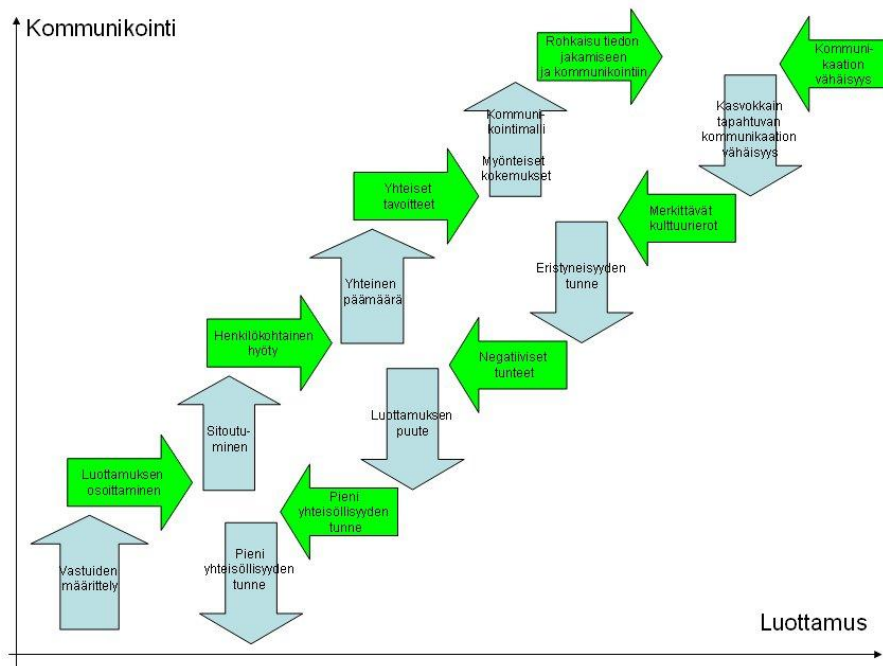 Kommunikointi
Rohkaisu tiedon
jakamiseen
ja kommunikointiin
Kommuni-
kaation
vähäisyys
Kommuni-
kointimalli
Myönteiset
kokemukset
Kasvokkain
tapahtuvan
kommunikaation
vähäisyys
Yhteiset
tavoitteet
Merkittävät
kulttuurierot
Yhteinen
päämäärä
Eristyneisyyden
tunne
Henkilökohtainen
hyöty
Negatiiviset
tunteet
Sitoutu-
minen
Luottamuksen
puute
Luottamuksen
osoittaminen
Pieni
yhteisöllisyyden
tunne
Vastuiden
määrittely
Pieni
yhteisöllisyyden
tunne
Luottamus